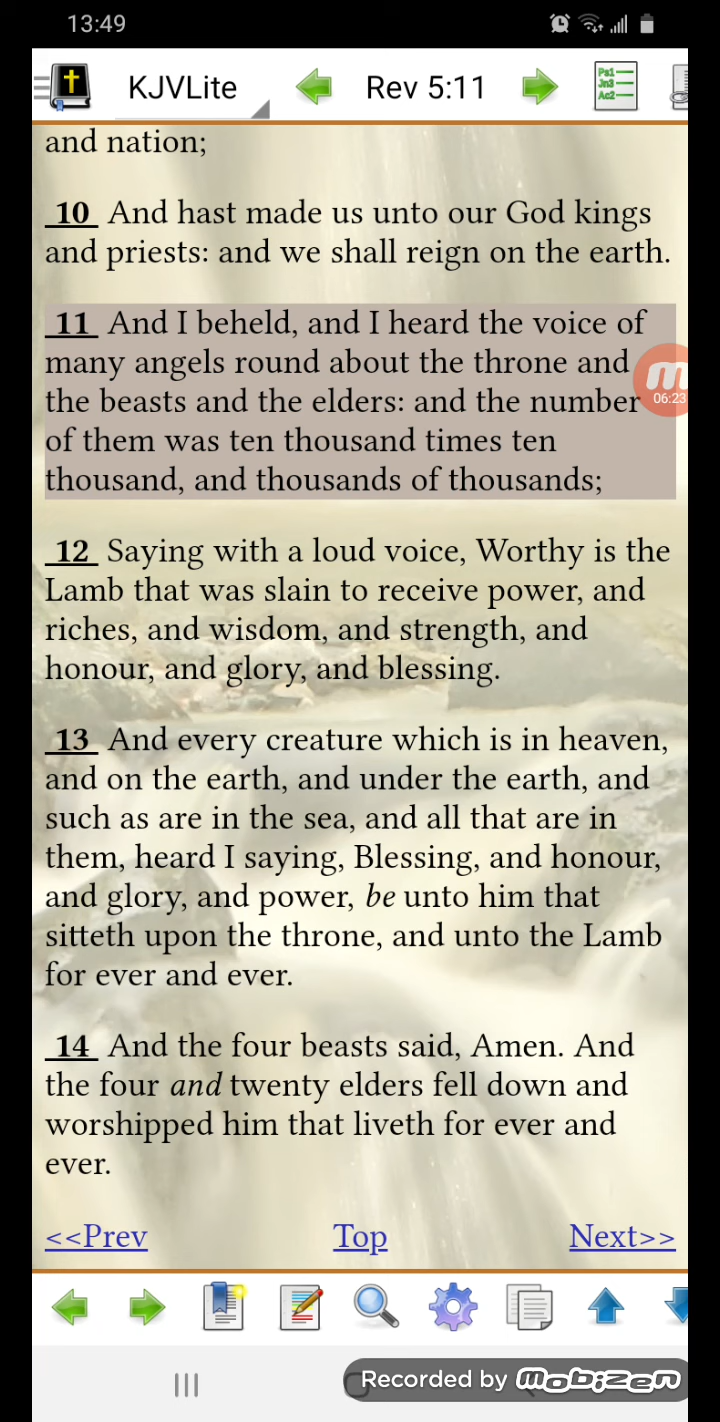 13:49
KJVLite
Rev 5:11
Ps1
Jn3
Ac2
and nation;
10 And hast made us unto our God kings
and priests: and we shall reign on the earth.
11 And I beheld, and I heard the voice of
many angels round about the throne and
the beasts and the elders: and the number
of them was ten thousand times ten
thousand, and thousands of thousands;
06:23
12 Saying with a loud voice, Worthy is the
Lamb that was slain to receive power, and
riches, and wisdom, and strength, and
honour, and glory, and blessing.
13 And every creature which is in heaven,
and on the earth, and under the earth, and
such as are in the sea, and all that are in
them, heard I saying, Blessing, and honour,
and glory, and power, be unto him that
sitteth upon the throne, and unto the Lamb
for ever and ever.
14 And the four beasts said, Amen. And
the four and twenty elders fell down and
worshipped him that liveth for ever and
ever.
<<Prev Top Next>>
Recorded by mobizen